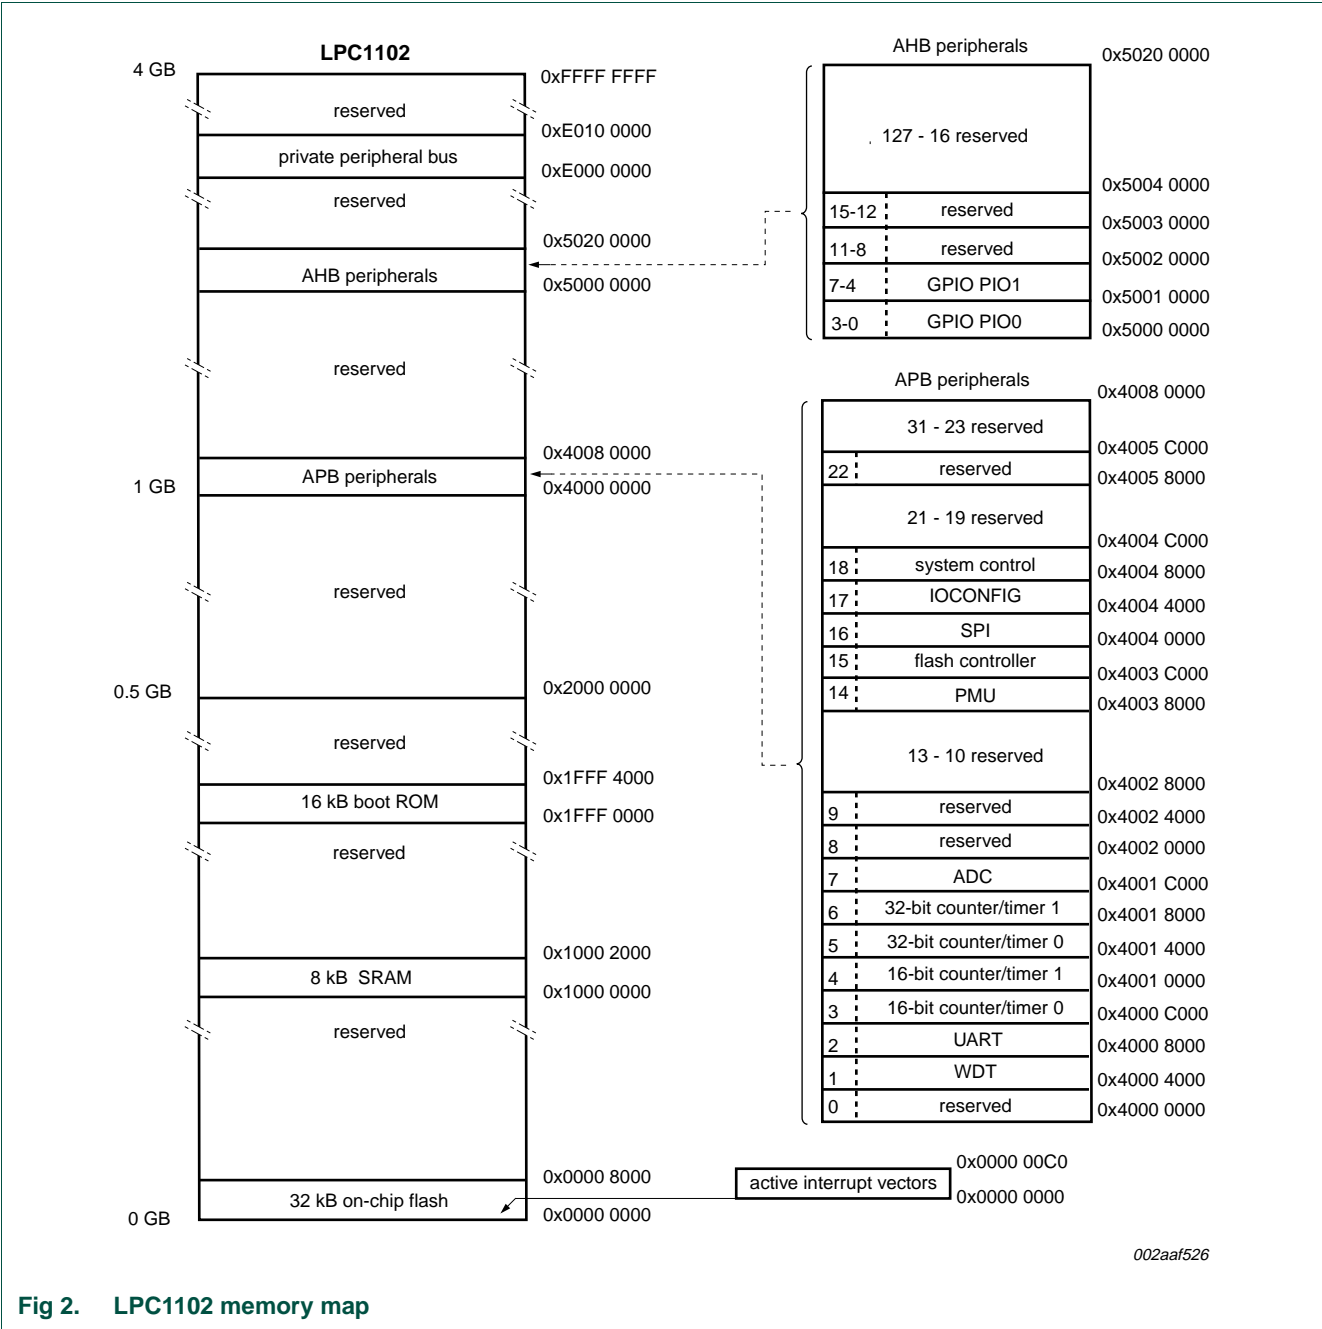 LPC1102
4 GB
0xFFFF FFFF
reserved
0xE010 0000
private peripheral bus
0xE000 0000
reserved
0x5020 0000
AHB peripherals
0x5000 0000
reserved
0x4008 0000
APB peripherals
1 GB
0x4000 0000
reserved
0.5 GB
0x2000 0000
reserved
0x1FFF 4000
16 kB boot ROM
0x1FFF 0000
reserved
0x1000 2000
8 kB SRAM
0x1000 0000
reserved
0x0000 8000
32 kB on-chip flash
0 GB
0x0000 0000
AHB peripherals
0x5020 0000
127 - 16 reserved
0x5004 0000
15-12 reserved
0x5003 0000
11-8 reserved
0x5002 0000
7-4 GPIO PIO1
0x5001 0000
3-0 GPIO PIO0
0x5000 0000
APB peripherals
0x4008 0000
31 - 23 reserved
0x4005 C000
22 reserved
0x4005 8000
21 - 19 reserved
0x4004 C000
18 system control
0x4004 8000
17 IOCONFIG
0x4004 4000
16 SPI
0x4004 0000
15 flash controller
0x4003 C000
14 PMU
0x4003 8000
13 - 10 reserved
0x4002 8000
9 reserved
0x4002 4000
8 reserved
0x4002 0000
7 ADC
0x4001 C000
6 32-bit counter/timer 1
0x4001 8000
5 32-bit counter/timer 0
0x4001 4000
4 16-bit counter/timer 1
0x4001 0000
3 16-bit counter/timer 0
0x4000 C000
2 UART
0x4000 8000
1 WDT
0x4000 4000
0 reserved
0x4000 0000
0x0000 00C0
active interrupt vectors
0x0000 0000
002aaf526
Fig 2. LPC1102 memory map